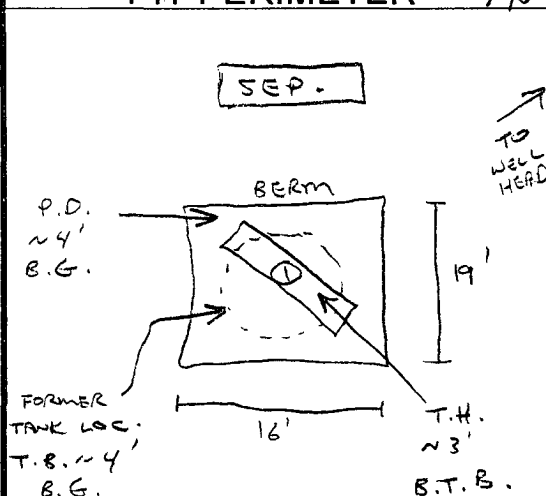 PIT PERIMETER
SEP.
TO
WELL
HEAD
BERM
P.D.
~4'
B.G.
1
19'
FORMER
TANK LOC.
T.B. ~4'
B.G.
16'
T.H.
~3'
B.T.B.